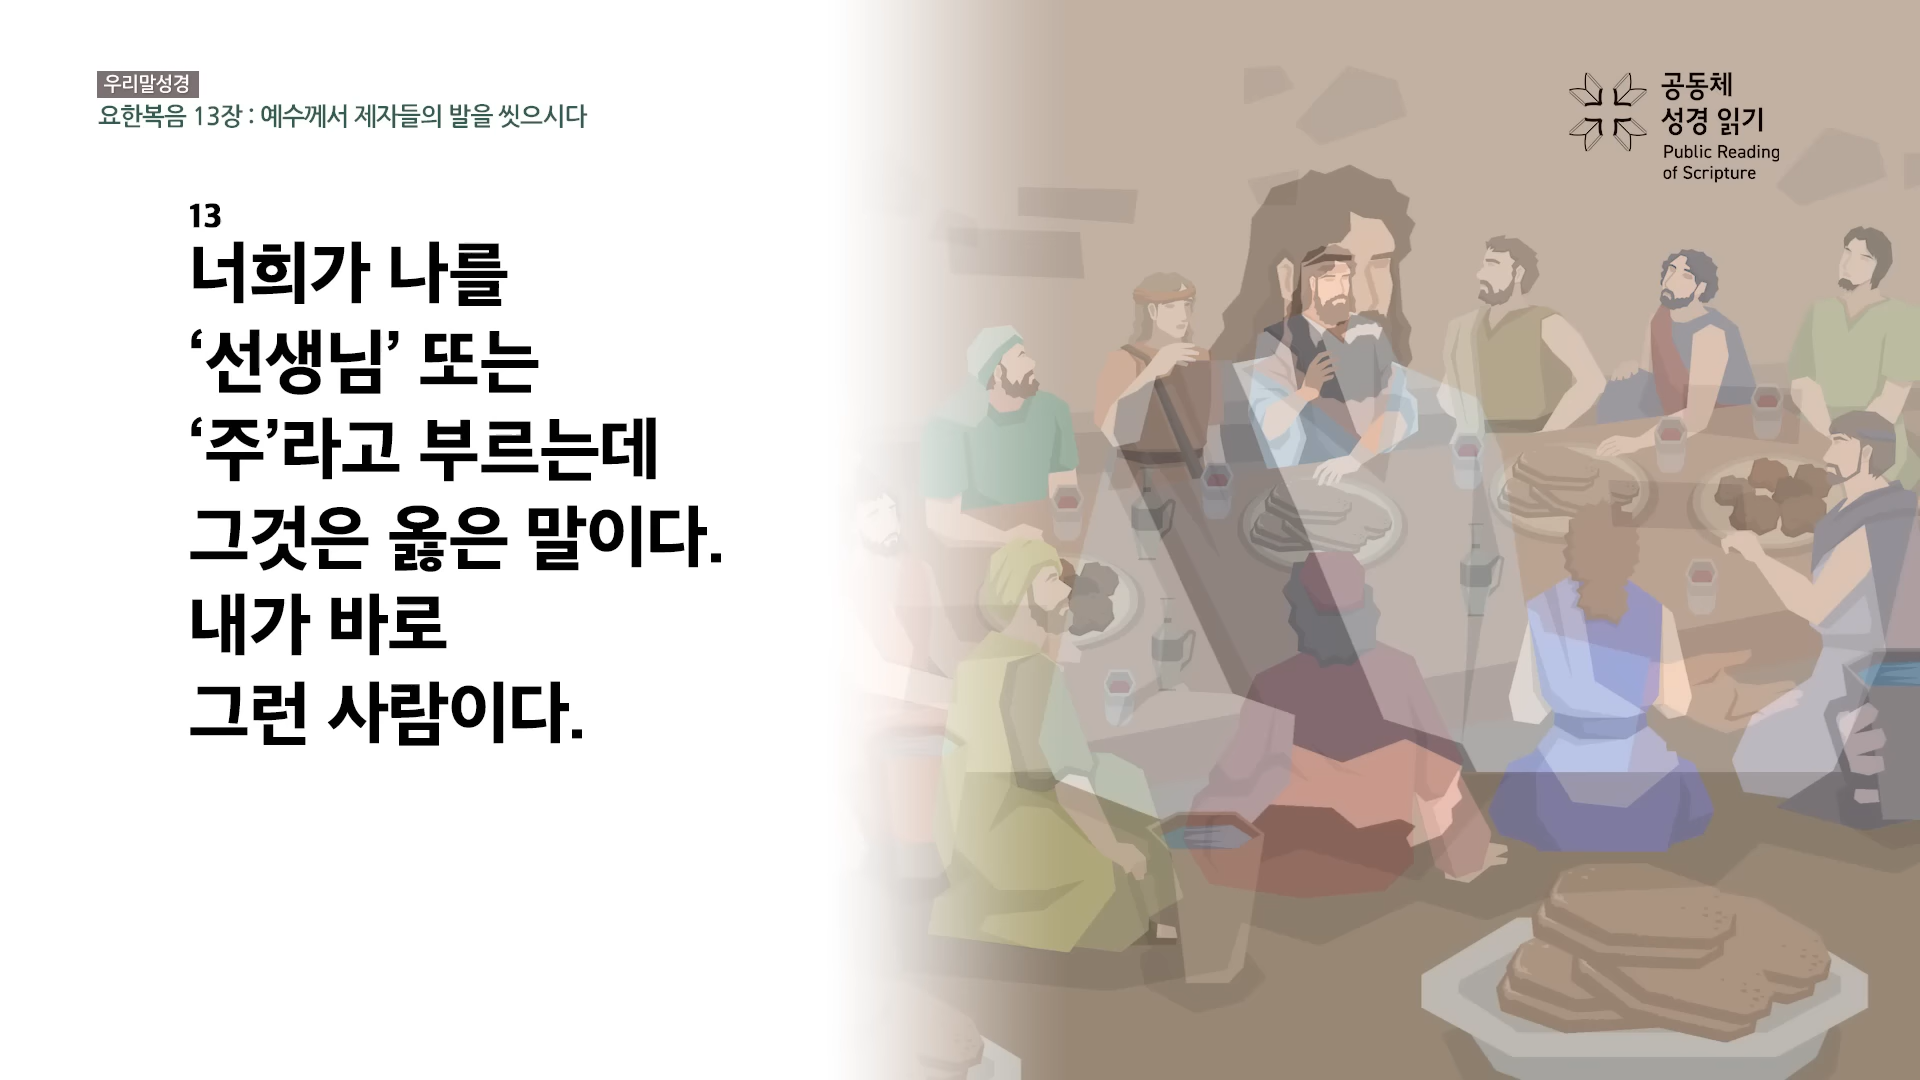 우리말성경
요한복음 13장 : 예수께서 제자들의 발을 씻으시다
13
너희가 나를
‘선생님’ 또는
‘주’라고 부르는데
그것은 옳은 말이다.
내가 바로
그런 사람이다.
공동체
성경 읽기
Public Reading
of Scripture